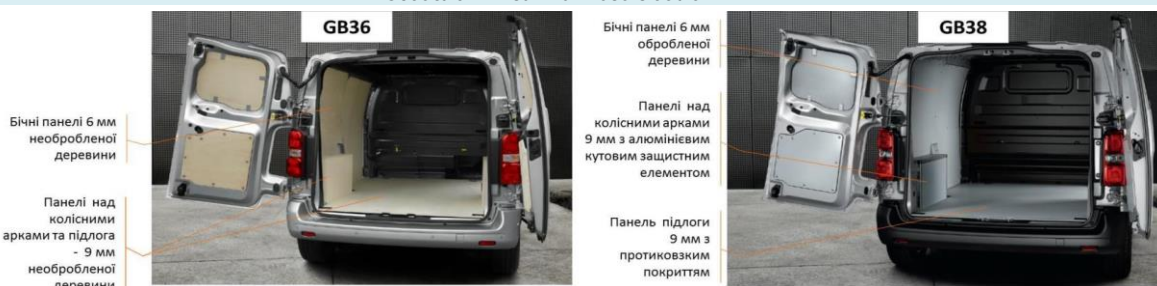 GB36
Бічні панелі 6 мм
необробленої
деревини
Панелі над
колісними
арками та підлога
- 9 мм
необробленої
деревини
GB38
Бічні панелі 6 мм
обробленої
деревини
Панелі над
колісними арками
9 мм з алюмінієвим
кутовим защистним
елементом
Панель підлоги
9 мм з
протиковзким
покриттям